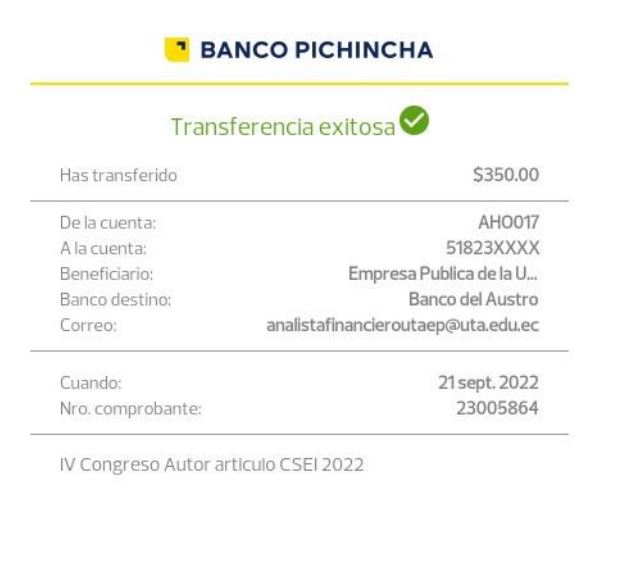 BANCO PICHINCHA
Transferencia exitosa
Has transferido $350.00
De la cuenta: AHO017
A la cuenta: 51823XXXX
Beneficiario: Empresa Publica de la U...
Banco destino: Banco del Austro
Correo: analistafinancieroutaep@uta.edu.ec
Cuando: 21 sept. 2022
Nro. comprobante: 23005864
IV Congreso Autor articulo CSEI 2022